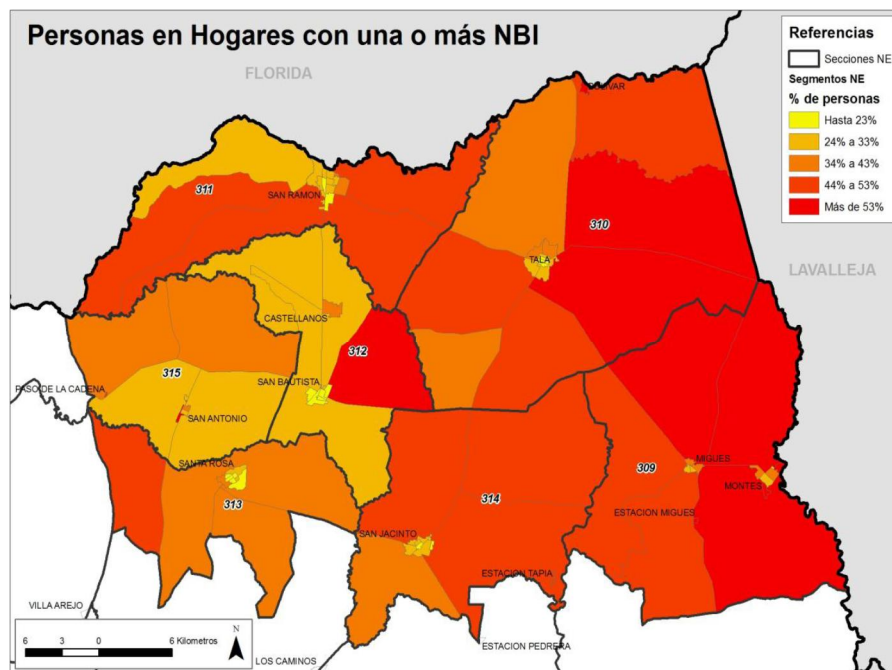 Personas en Hogares con una o más NBI
Referencias
Secciones NE
Segmentos NE
% de personas
Hasta 23%
24% a 33%
34% a 43%
44% a 53%
Más de 53%
FLORIDA
BOLIVAR
311
SAN RAMON
310
TALA
LAVALLEJA
CASTELLANOS
312
315
SAN BAUTISTA
PASO DE LA CADENA
SAN ANTONIO
SANTA ROSA
313
314
309
MIGUES
MONTES
ESTACION MIGUES
SAN JACINTO
ESTACION TAPIA
VILLA AREJO
ESTACION PEDRERA
LOS CAMINOS
6 3 0 6 Kilometros
N